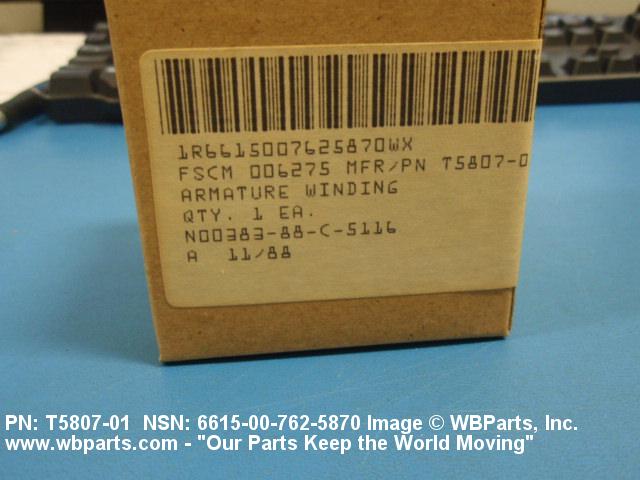 1R6615007625870WX
FSCM 006275 MFR/PN T5807-0
ARMATURE WINDING
QTY. 1 EA.
N00383-88-C-5116
A 11/88
PN: T5807-01 NSN: 6615-00-762-5870 Image © WBParts, Inc.
www.wbparts.com - "Our Parts Keep the World Moving"